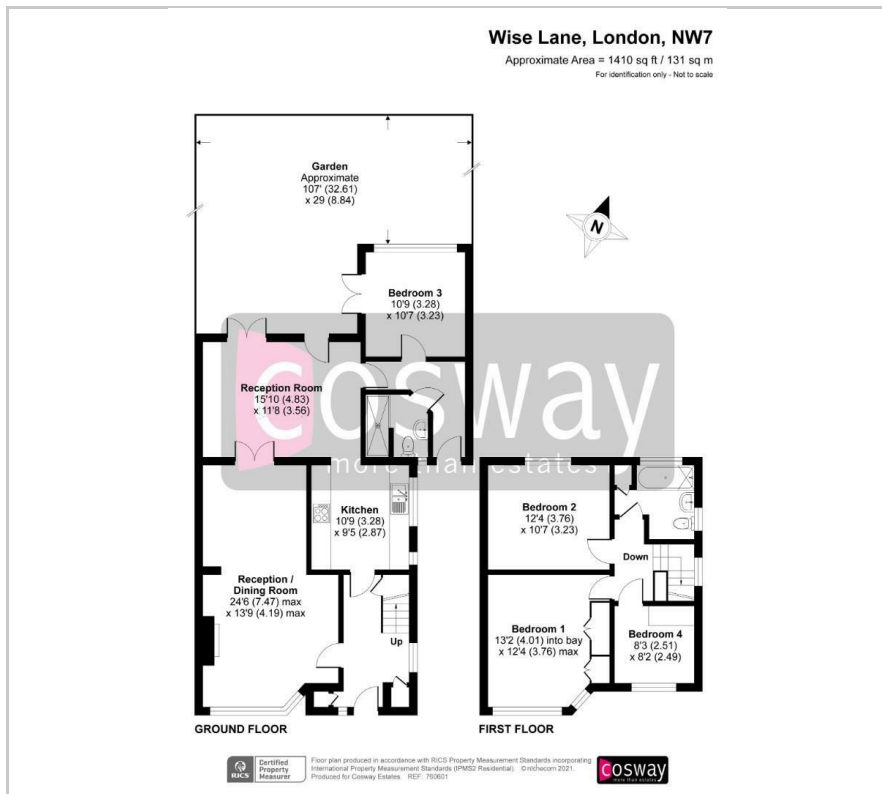 Wise Lane, London, NW7
Approximate Area = 1410 sq ft / 131 sq m
For identification only - Not to scale
Garden
Approximate
107' (32.61)
x 29 (8.84)
N
Bedroom 3
10'9 (3.28)
x 10'7 (3.23)
cosway
more than estates
Reception Room
15'10 (4.83)
x 11'8 (3.56)
Kitchen
10'9 (3.28)
x 9'5 (2.87)
Bedroom 2
12'4 (3.76)
x 10'7 (3.23)
Down
Reception /
Dining Room
24'6 (7.47) max
x 13'9 (4.19) max
Up
Bedroom 1
13'2 (4.01) into bay
x 12'4 (3.76) max
Bedroom 4
8'3 (2.51)
x 8'2 (2.49)
GROUND FLOOR
FIRST FLOOR
RICS
Certified
Property
Measurer
Floor plan produced in accordance with RICS Property Measurement Standards incorporating
International Property Measurement Standards (IPMS2 Residential). ©nichecom 2021.
Produced for Cosway Estates. REF: 760601
cosway
more than estates